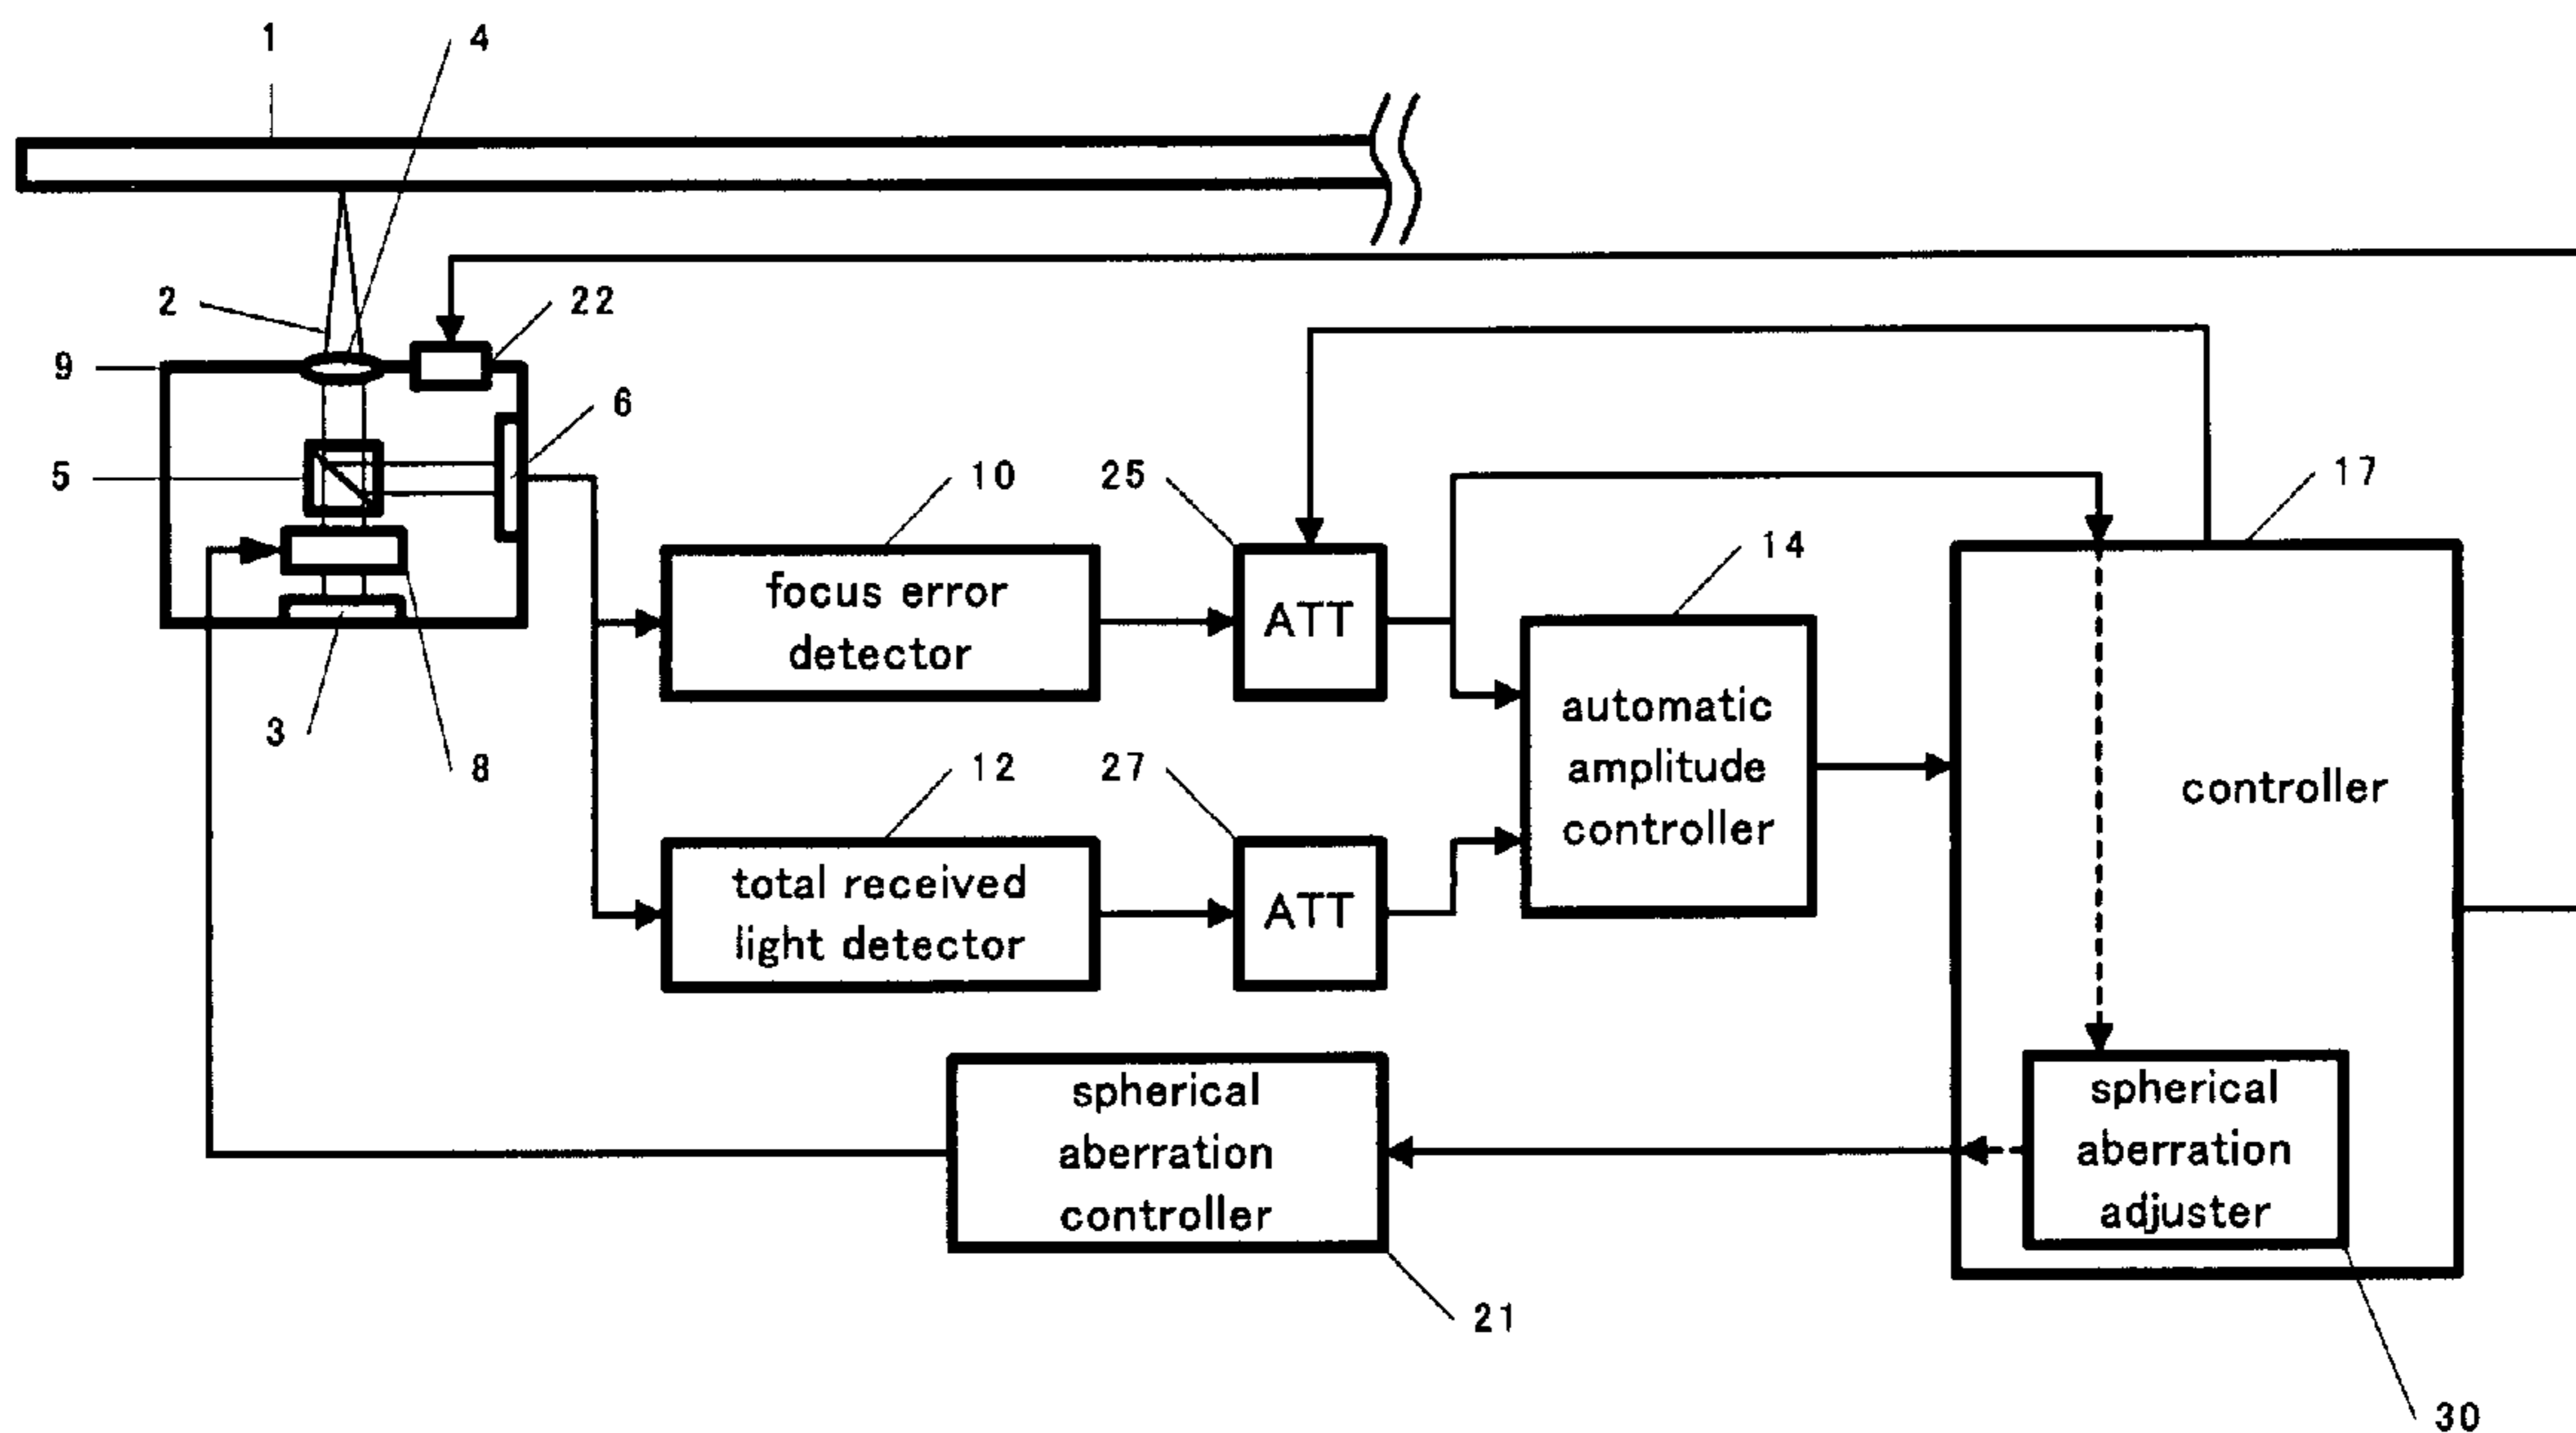 1
4
2
22
9
6
5
10
25
17
14
focus error
detector
ATT
automatic
amplitude
controller
controller
3
8
12
27
total received
light detector
ATT
spherical
aberration
controller
spherical
aberration
adjuster
21
30